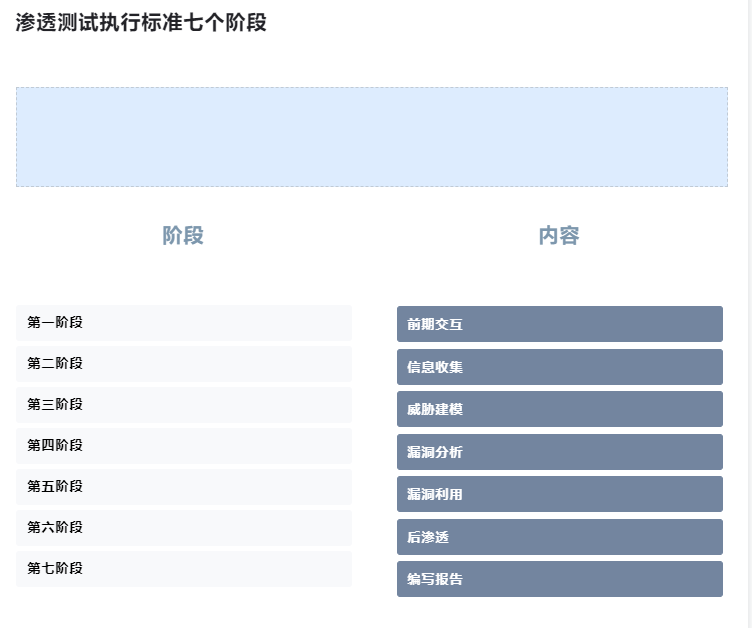 渗透测试执行标准七个阶段
阶段
内容
第一阶段
前期交互
第二阶段
信息收集
第三阶段
威胁建模
第四阶段
漏洞分析
第五阶段
漏洞利用
第六阶段
后渗透
第七阶段
编写报告